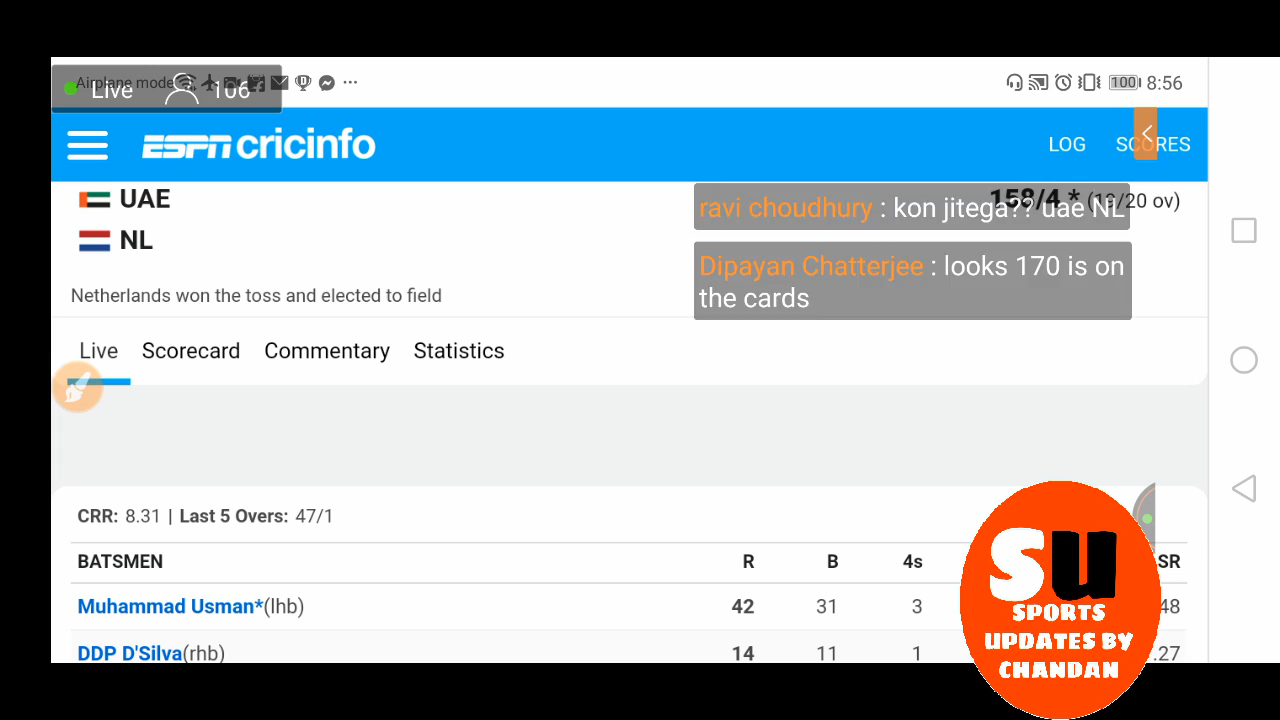 Airplane mode
Live 106
100 8:56
ESPN cricinfo
LOG SCORES
UAE
158/4 * (19/20 ov)
ravi choudhury : kon jitega?? uae NL
NL
Dipayan Chatterjee : looks 170 is on
the cards
Netherlands won the toss and elected to field
Live Scorecard Commentary Statistics
CRR: 8.31 | Last 5 Overs: 47/1
BATSMEN R B 4s SR
Muhammad Usman*(lhb) 42 31 3 48
DDP D'Silva(rhb) 14 11 1 .27
SU
SPORTS
UPDATES BY
CHANDAN